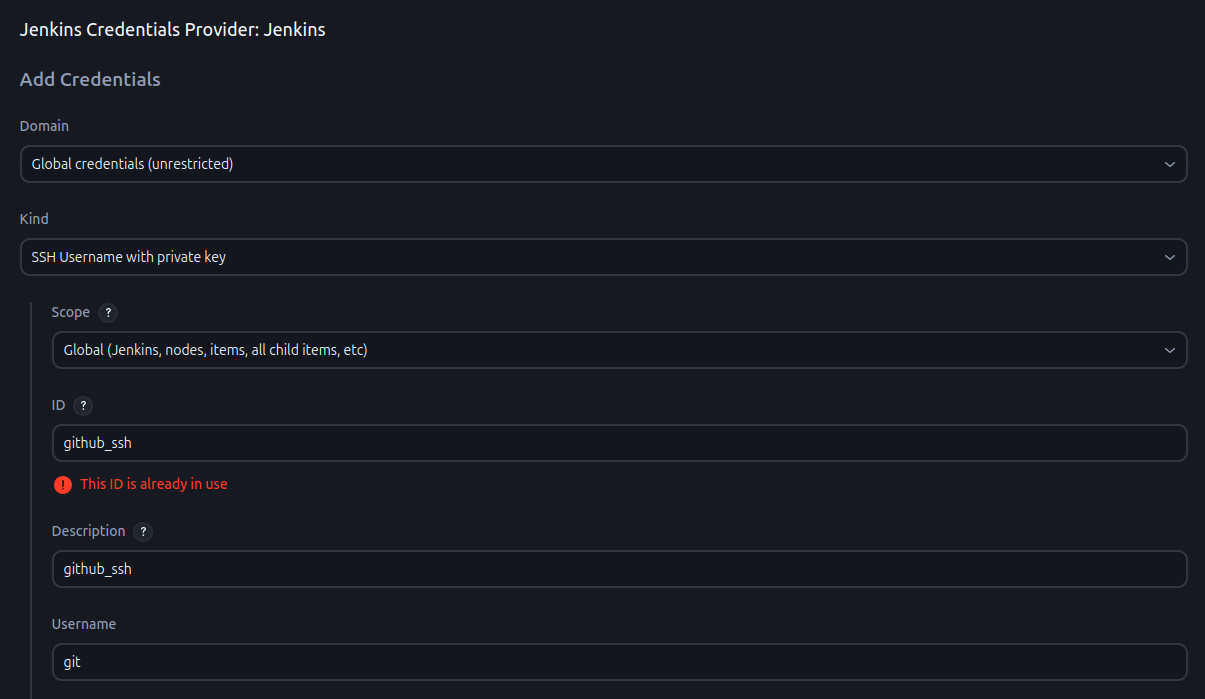 Jenkins Credentials Provider: Jenkins
Add Credentials
Domain
Global credentials (unrestricted)
Kind
SSH Username with private key
Scope ?
Global (Jenkins, nodes, items, all child items, etc)
ID ?
github_ssh
! This ID is already in use
Description ?
github_ssh
Username
git